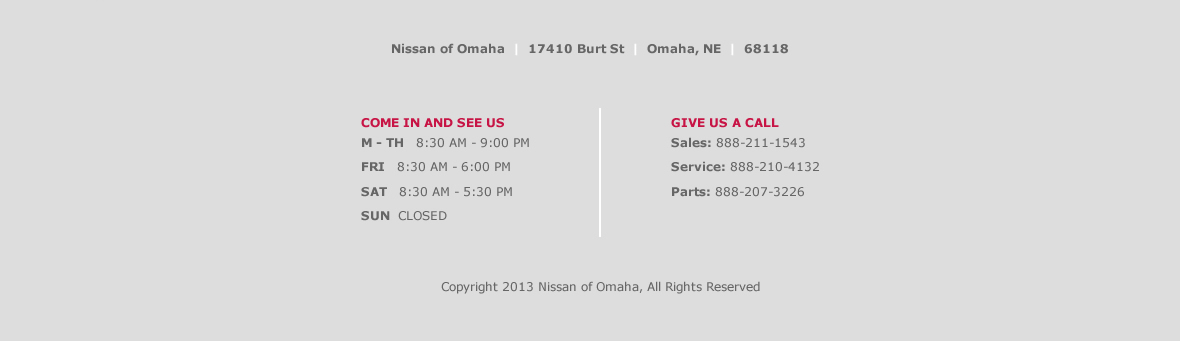 Nissan of Omaha | 17410 Burt St | Omaha, NE | 68118
COME IN AND SEE US
M - TH 8:30 AM - 9:00 PM
FRI 8:30 AM - 6:00 PM
SAT 8:30 AM - 5:30 PM
SUN CLOSED
GIVE US A CALL
Sales: 888-211-1543
Service: 888-210-4132
Parts: 888-207-3226
Copyright 2013 Nissan of Omaha, All Rights Reserved